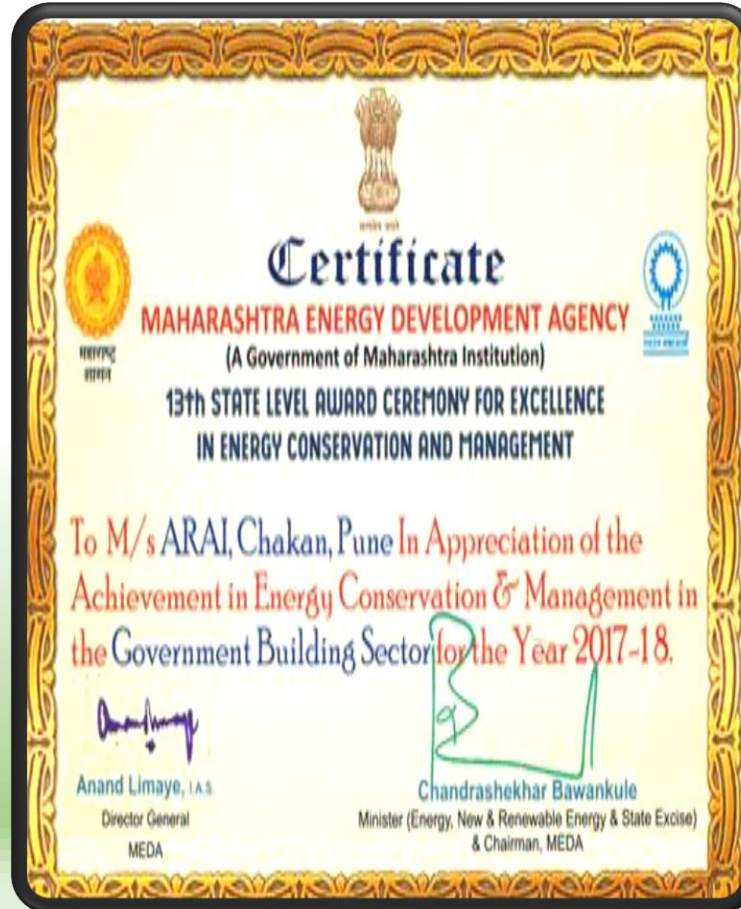 Certificate
MAHARASHTRA ENERGY DEVELOPMENT AGENCY
(A Government of Maharashtra Institution)
महाराष्ट्र
शासन
13th STATE LEVEL AWARD CEREMONY FOR EXCELLENCE
IN ENERGY CONSERVATION AND MANAGEMENT
To M/s ARAI, Chakan, Pune In Appreciation of the
Achievement in Energy Conservation & Management in
the Government Building Sector for the Year 2017-18.
Anand Limaye, I.A.S.
Director General
MEDA
Chandrashekhar Bawankule
Minister (Energy, New & Renewable Energy & State Excise)
& Chairman, MEDA